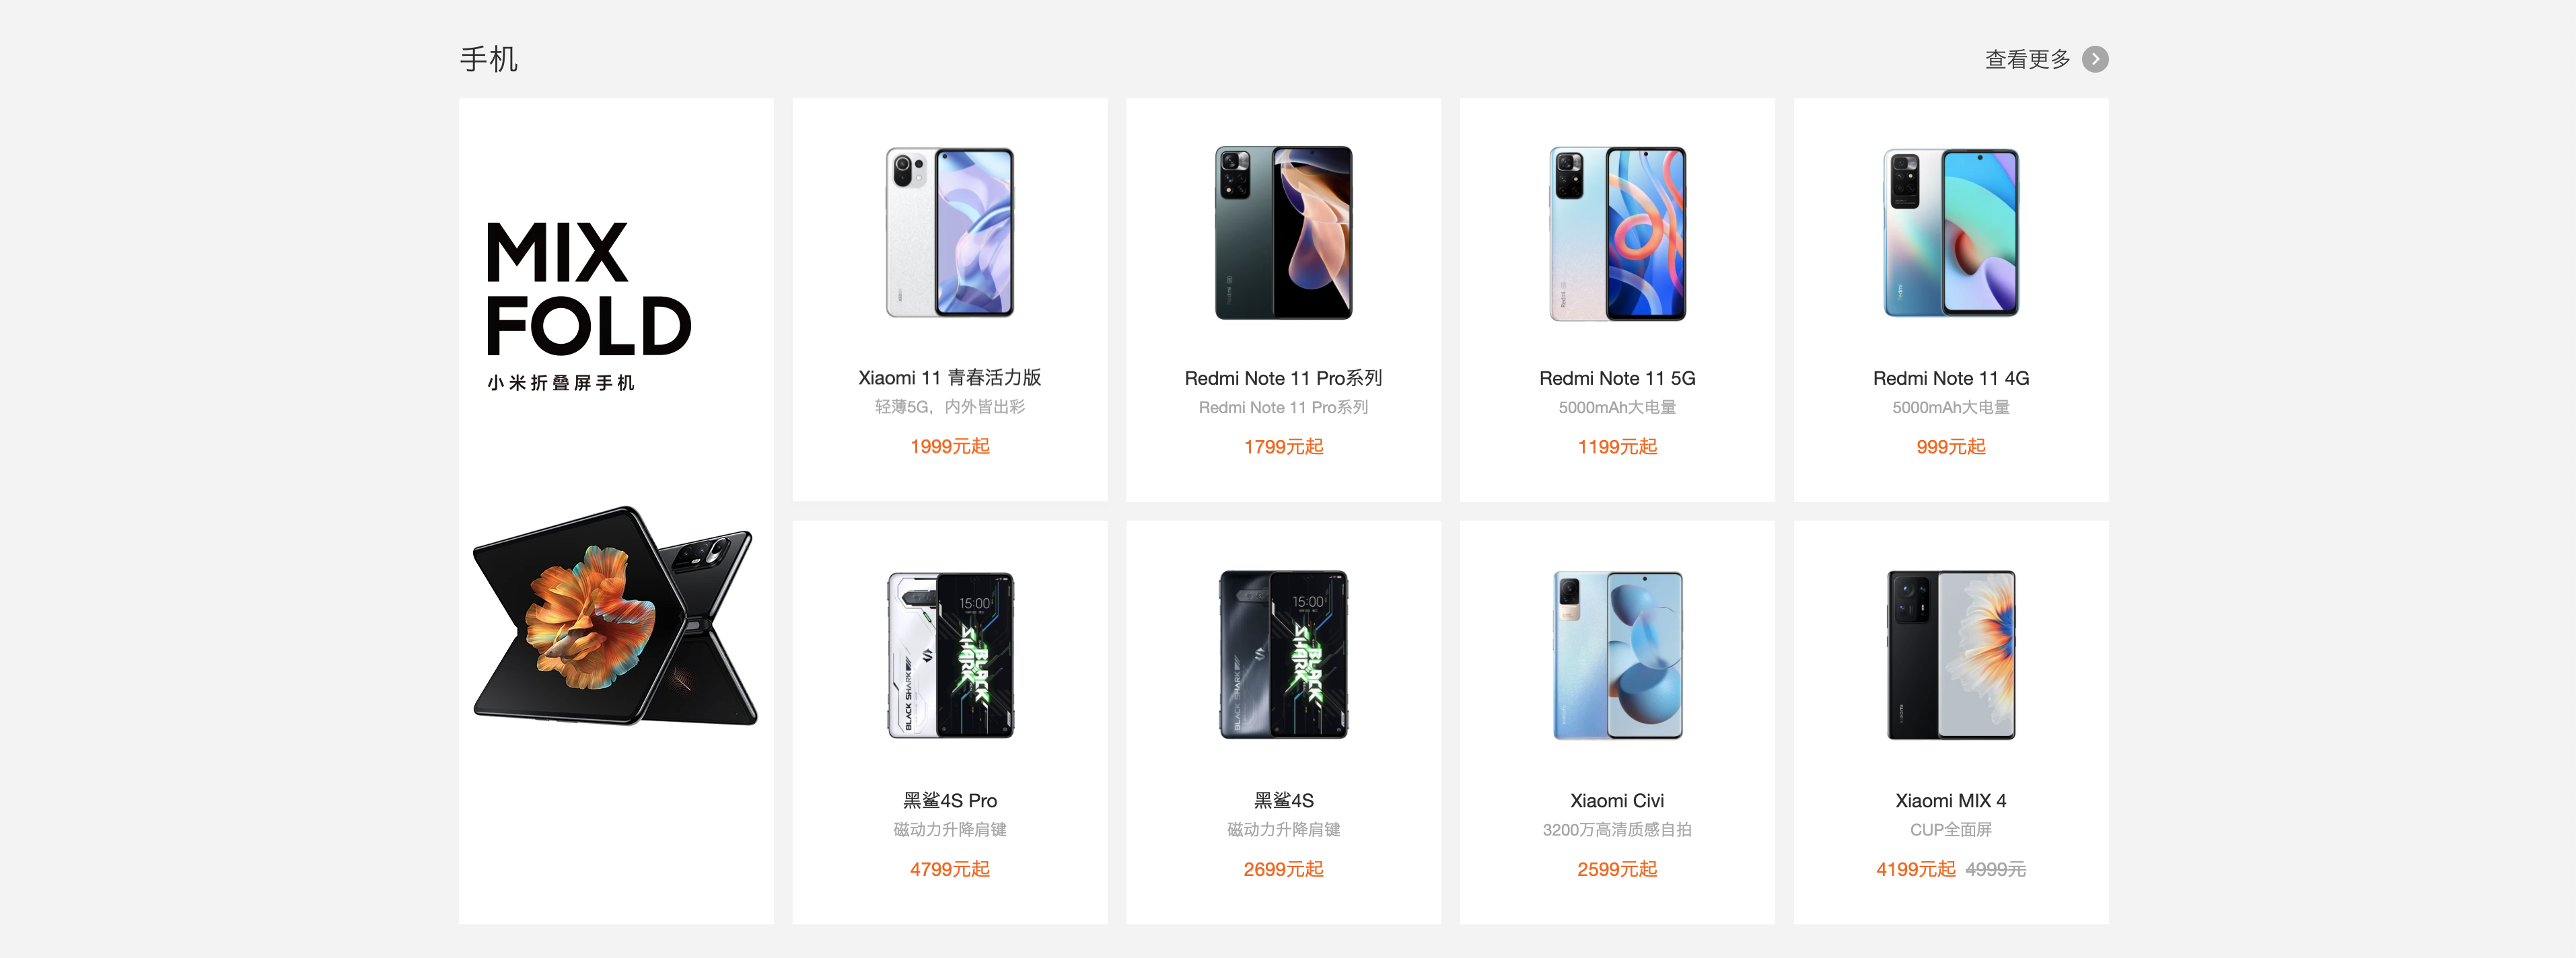 手机
查看更多
MIX
FOLD
小米折叠屏手机
Xiaomi 11 青春活力版
轻薄5G，内外皆出彩
1999元起
Redmi Note 11 Pro系列
Redmi Note 11 Pro系列
1799元起
Redmi Note 11 5G
5000mAh大电量
1199元起
Redmi Note 11 4G
5000mAh大电量
999元起
15:00
BLACK SHARK
SHARK
BLACK
黑鲨4S Pro
磁动力升降肩键
4799元起
15:00
BLACK SHARK
SHARK
BLACK
黑鲨4S
磁动力升降肩键
2699元起
Xiaomi Civi
3200万高清质感自拍
2599元起
Xiaomi MIX 4
CUP全面屏
4199元起 4999元